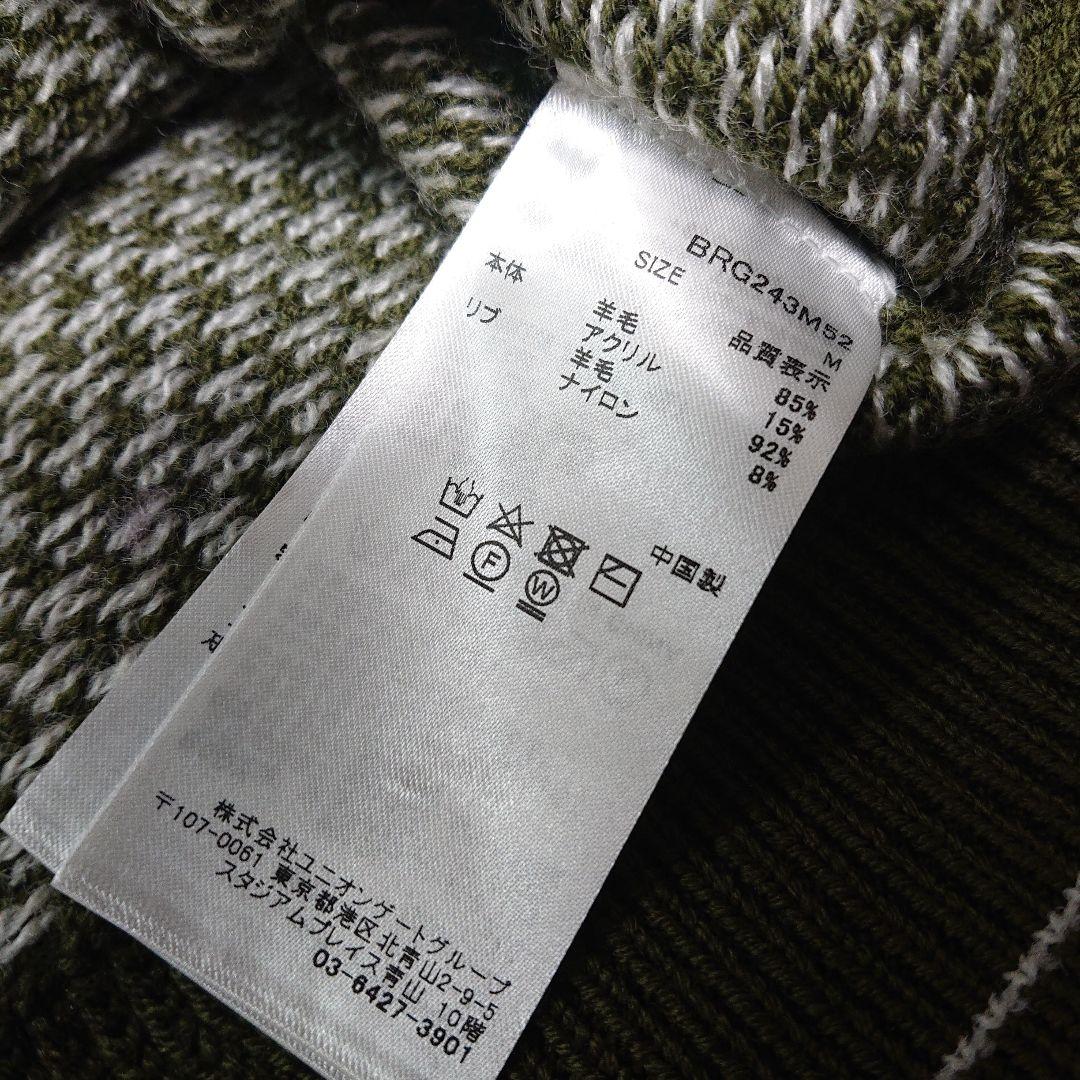 BRG243M52
SIZE M
品質表示
本体 羊毛 85%
アクリル 15%
リブ 羊毛 92%
ナイロン 8%
中国製
F
W
株式会社ユニオンゲートグループ
〒107-0061 東京都港区北青山2-9-5
スタジアムプレイス青山 10階
03-6427-3901